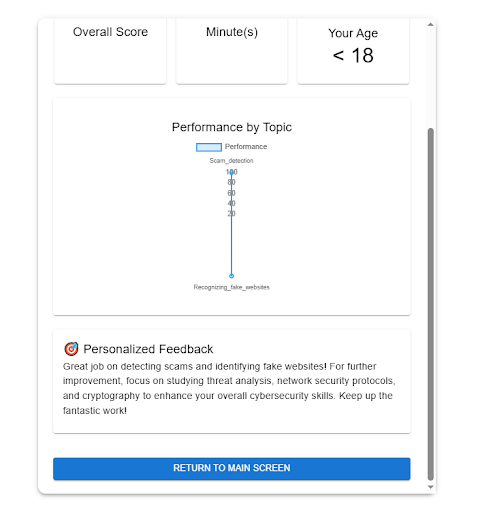 Overall Score
Minute(s)
Your Age
< 18
Performance by Topic
Performance
Scam_detection
100
80
60
40
20
Recognizing_fake_websites
🎯 Personalized Feedback
Great job on detecting scams and identifying fake websites! For further
improvement, focus on studying threat analysis, network security protocols,
and cryptography to enhance your overall cybersecurity skills. Keep up the
fantastic work!
RETURN TO MAIN SCREEN